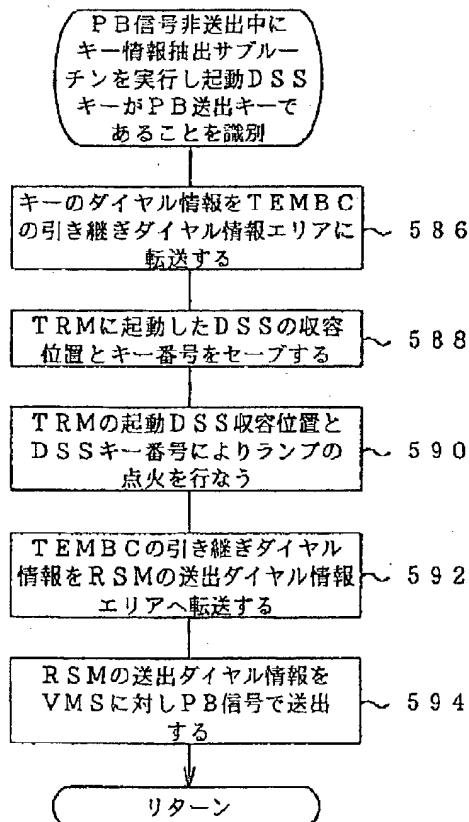 PB信号非送出中に
キー情報抽出サブルー
チンを実行し起動DSS
キーがPB送出キーで
あることを識別
キーのダイヤル情報をTEMBC
の引き継ぎダイヤル情報エリアに
転送する
586
TRMに起動したDSSの収容
位置とキー番号をセーブする
588
TRMの起動DSS収容位置と
DSSキー番号によりランプの
点火を行なう
590
TEMBCの引き継ぎダイヤル
情報をRSMの送出ダイヤル情報
エリアへ転送する
592
RSMの送出ダイヤル情報を
VMSに対しPB信号で送出
する
594
リターン